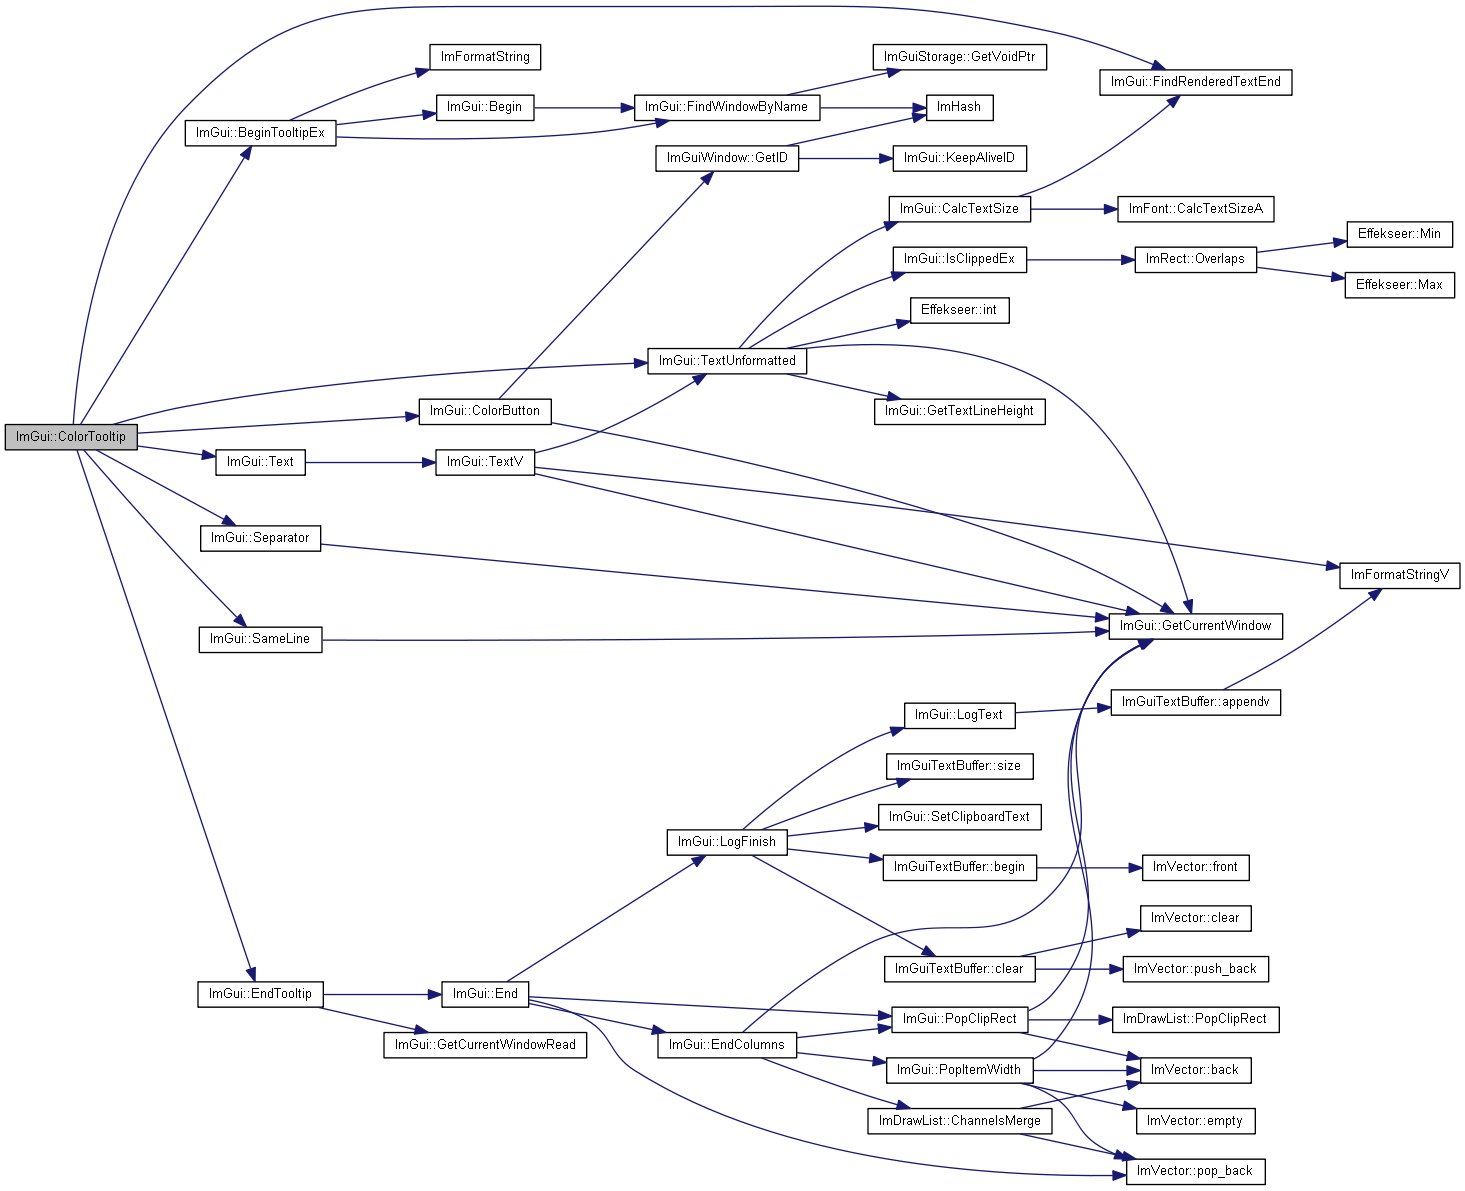 ImGui::ColorTooltip
ImGui::BeginTooltipEx
ImFormatString
ImGui::Begin
ImGui::FindWindowByName
ImGuiStorage::GetVoidPtr
ImHash
ImGui::FindRenderedTextEnd
ImGuiWindow::GetID
ImGui::KeepAliveID
ImGui::CalcTextSize
ImFont::CalcTextSizeA
ImGui::IsClippedEx
ImRect::Overlaps
Effekseer::Min
Effekseer::Max
Effekseer::int
ImGui::TextUnformatted
ImGui::GetTextLineHeight
ImGui::ColorButton
ImGui::Text
ImGui::TextV
ImGui::Separator
ImGui::SameLine
ImFormatStringV
ImGui::GetCurrentWindow
ImGui::LogText
ImGuiTextBuffer::appendv
ImGuiTextBuffer::size
ImGui::SetClipboardText
ImGui::LogFinish
ImGuiTextBuffer::begin
ImVector::front
ImVector::clear
ImGuiTextBuffer::clear
ImVector::push_back
ImGui::EndTooltip
ImGui::End
ImGui::GetCurrentWindowRead
ImGui::EndColumns
ImGui::PopClipRect
ImDrawList::PopClipRect
ImGui::PopItemWidth
ImVector::back
ImDrawList::ChannelsMerge
ImVector::empty
ImVector::pop_back